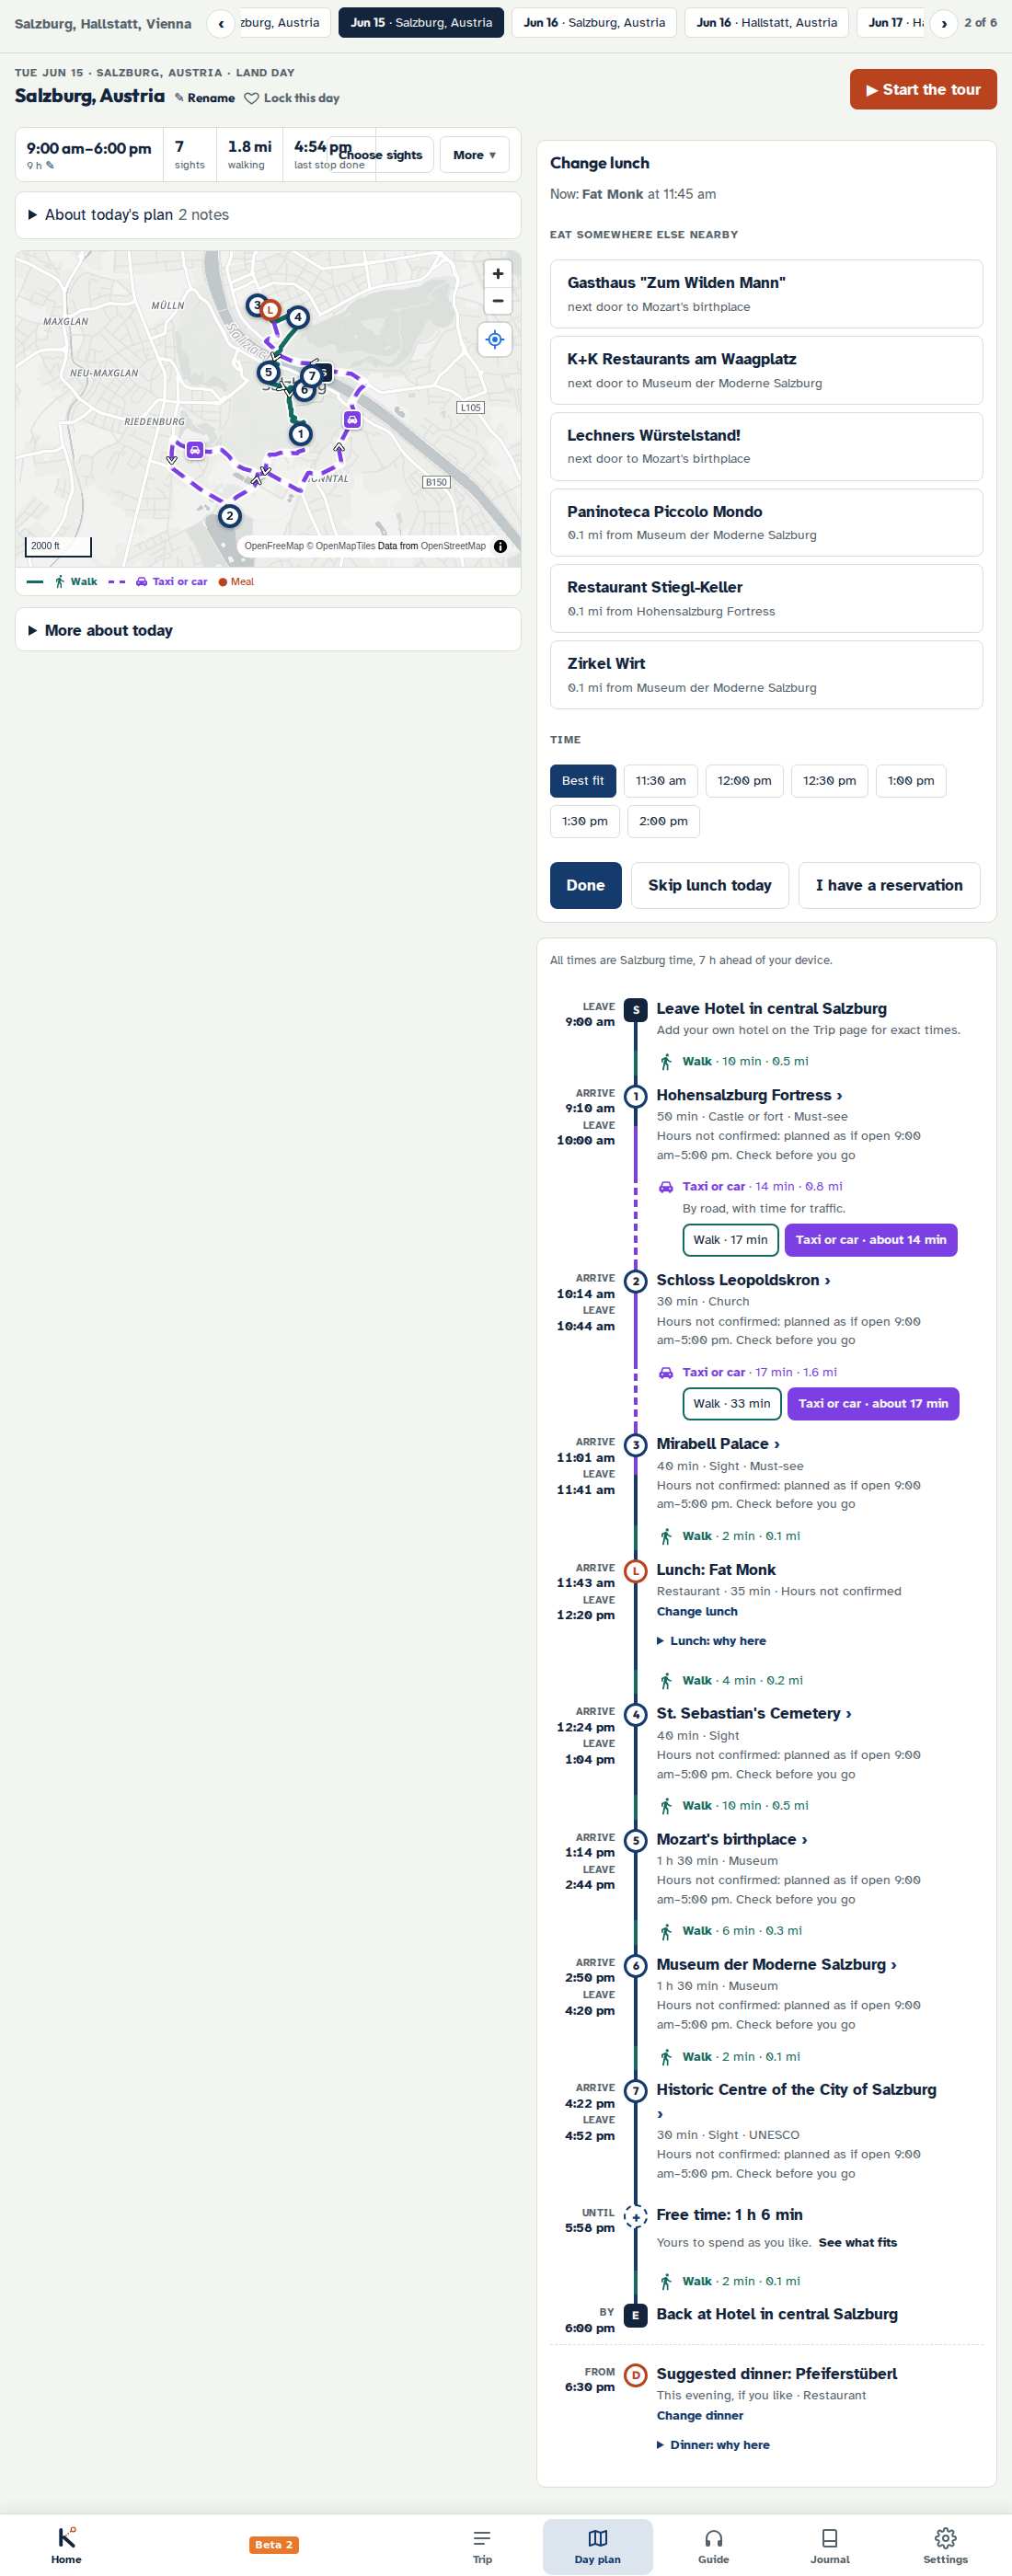 Salzburg, Hallstatt, Vienna
‹
zburg, Austria
Jun 15 · Salzburg, Austria
Jun 16 · Salzburg, Austria
Jun 16 · Hallstatt, Austria
Jun 17 · Ha
›
2 of 6
TUE JUN 15 · SALZBURG, AUSTRIA · LAND DAY
Salzburg, Austria ✎ Rename Lock this day
▶ Start the tour
9:00 am–6:00 pm
9 h ✎
7
sights
1.8 mi
walking
4:54 pm
last stop done
Choose sights
More ▾
▶ About today's plan 2 notes
MÜLLN
MAXGLAN
NEU-MAXGLAN
RIEDENBURG
L105
B150
3
L
4
5
7
6
1
2
+
−
2000 ft
OpenFreeMap © OpenMapTiles Data from OpenStreetMap
Walk
Taxi or car
Meal
▶ More about today
Change lunch
Now: Fat Monk at 11:45 am
EAT SOMEWHERE ELSE NEARBY
Gasthaus "Zum Wilden Mann"
next door to Mozart's birthplace
K+K Restaurants am Waagplatz
next door to Museum der Moderne Salzburg
Lechners Würstelstand!
next door to Mozart's birthplace
Paninoteca Piccolo Mondo
0.1 mi from Museum der Moderne Salzburg
Restaurant Stiegl-Keller
0.1 mi from Hohensalzburg Fortress
Zirkel Wirt
0.1 mi from Museum der Moderne Salzburg
TIME
Best fit
11:30 am
12:00 pm
12:30 pm
1:00 pm
1:30 pm
2:00 pm
Done
Skip lunch today
I have a reservation
All times are Salzburg time, 7 h ahead of your device.
LEAVE
9:00 am
S
Leave Hotel in central Salzburg
Add your own hotel on the Trip page for exact times.
Walk · 10 min · 0.5 mi
ARRIVE
9:10 am
LEAVE
10:00 am
1
Hohensalzburg Fortress ›
50 min · Castle or fort · Must-see
Hours not confirmed: planned as if open 9:00
am–5:00 pm. Check before you go
Taxi or car · 14 min · 0.8 mi
By road, with time for traffic.
Walk · 17 min
Taxi or car · about 14 min
ARRIVE
10:14 am
LEAVE
10:44 am
2
Schloss Leopoldskron ›
30 min · Church
Hours not confirmed: planned as if open 9:00
am–5:00 pm. Check before you go
Taxi or car · 17 min · 1.6 mi
Walk · 33 min
Taxi or car · about 17 min
ARRIVE
11:01 am
LEAVE
11:41 am
3
Mirabell Palace ›
40 min · Sight · Must-see
Hours not confirmed: planned as if open 9:00
am–5:00 pm. Check before you go
Walk · 2 min · 0.1 mi
ARRIVE
11:43 am
LEAVE
12:20 pm
L
Lunch: Fat Monk
Restaurant · 35 min · Hours not confirmed
Change lunch
▶ Lunch: why here
Walk · 4 min · 0.2 mi
ARRIVE
12:24 pm
LEAVE
1:04 pm
4
St. Sebastian's Cemetery ›
40 min · Sight
Hours not confirmed: planned as if open 9:00
am–5:00 pm. Check before you go
Walk · 10 min · 0.5 mi
ARRIVE
1:14 pm
LEAVE
2:44 pm
5
Mozart's birthplace ›
1 h 30 min · Museum
Hours not confirmed: planned as if open 9:00
am–5:00 pm. Check before you go
Walk · 6 min · 0.3 mi
ARRIVE
2:50 pm
LEAVE
4:20 pm
6
Museum der Moderne Salzburg ›
1 h 30 min · Museum
Hours not confirmed: planned as if open 9:00
am–5:00 pm. Check before you go
Walk · 2 min · 0.1 mi
ARRIVE
4:22 pm
LEAVE
4:52 pm
7
Historic Centre of the City of Salzburg
›
30 min · Sight · UNESCO
Hours not confirmed: planned as if open 9:00
am–5:00 pm. Check before you go
UNTIL
5:58 pm
+
Free time: 1 h 6 min
Yours to spend as you like. See what fits
Walk · 2 min · 0.1 mi
BY
6:00 pm
E
Back at Hotel in central Salzburg
FROM
6:30 pm
D
Suggested dinner: Pfeiferstüberl
This evening, if you like · Restaurant
Change dinner
▶ Dinner: why here
Home
Beta 2
Trip
Day plan
Guide
Journal
Settings